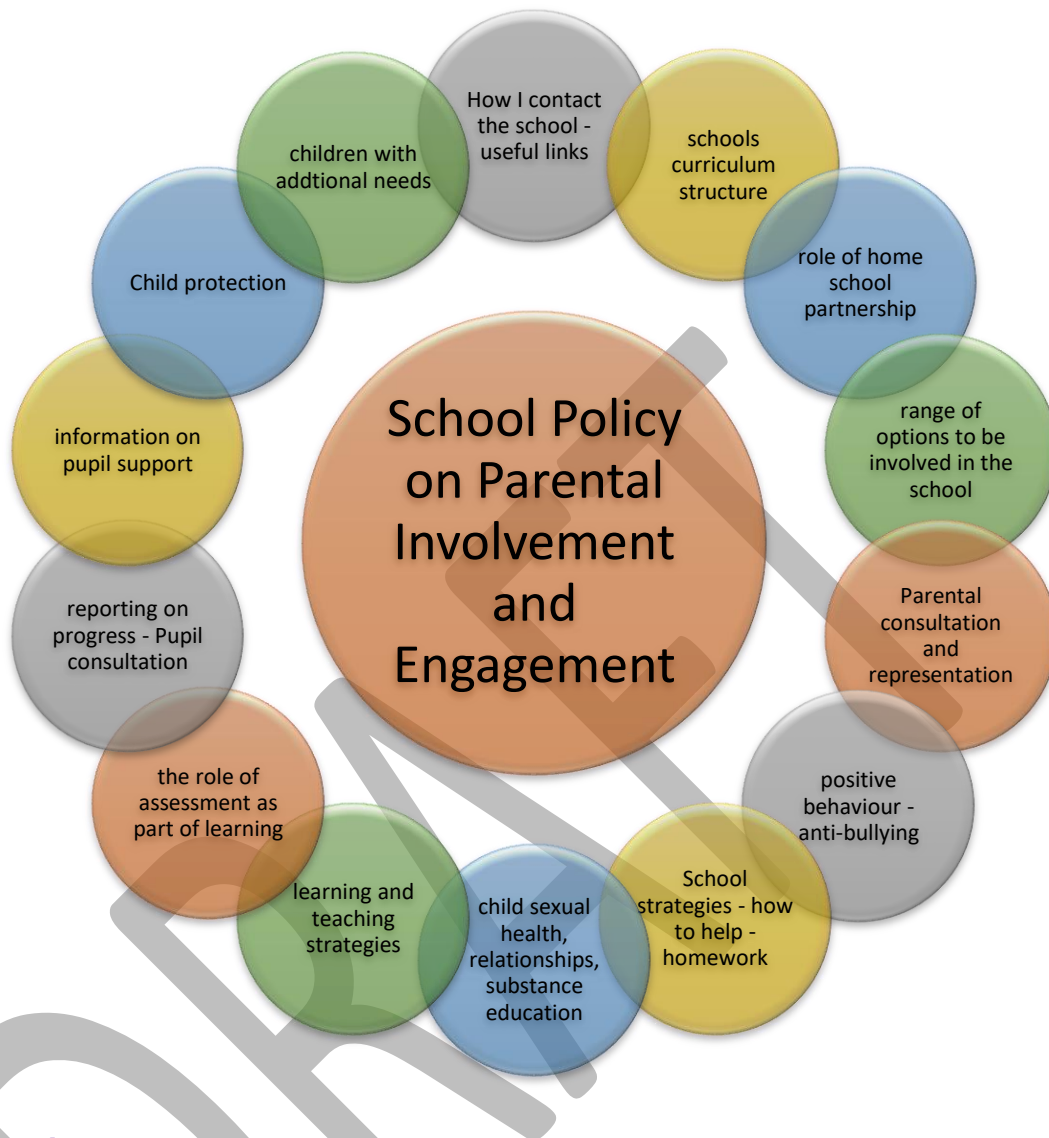 How I contact
the school -
useful links
schools
curriculum
structure
role of home
school
partnership
range of
options to be
involved in the
school
Parental
consultation
and
representation
positive
behaviour -
anti-bullying
School
strategies - how
to help -
homework
child sexual
health,
relationships,
substance
education
learning and
teaching
strategies
the role of
assessment as
part of learning
reporting on
progress - Pupil
consultation
information on
pupil support
Child protection
children with
addtional needs
School Policy
on Parental
Involvement
and
Engagement
DRAFT